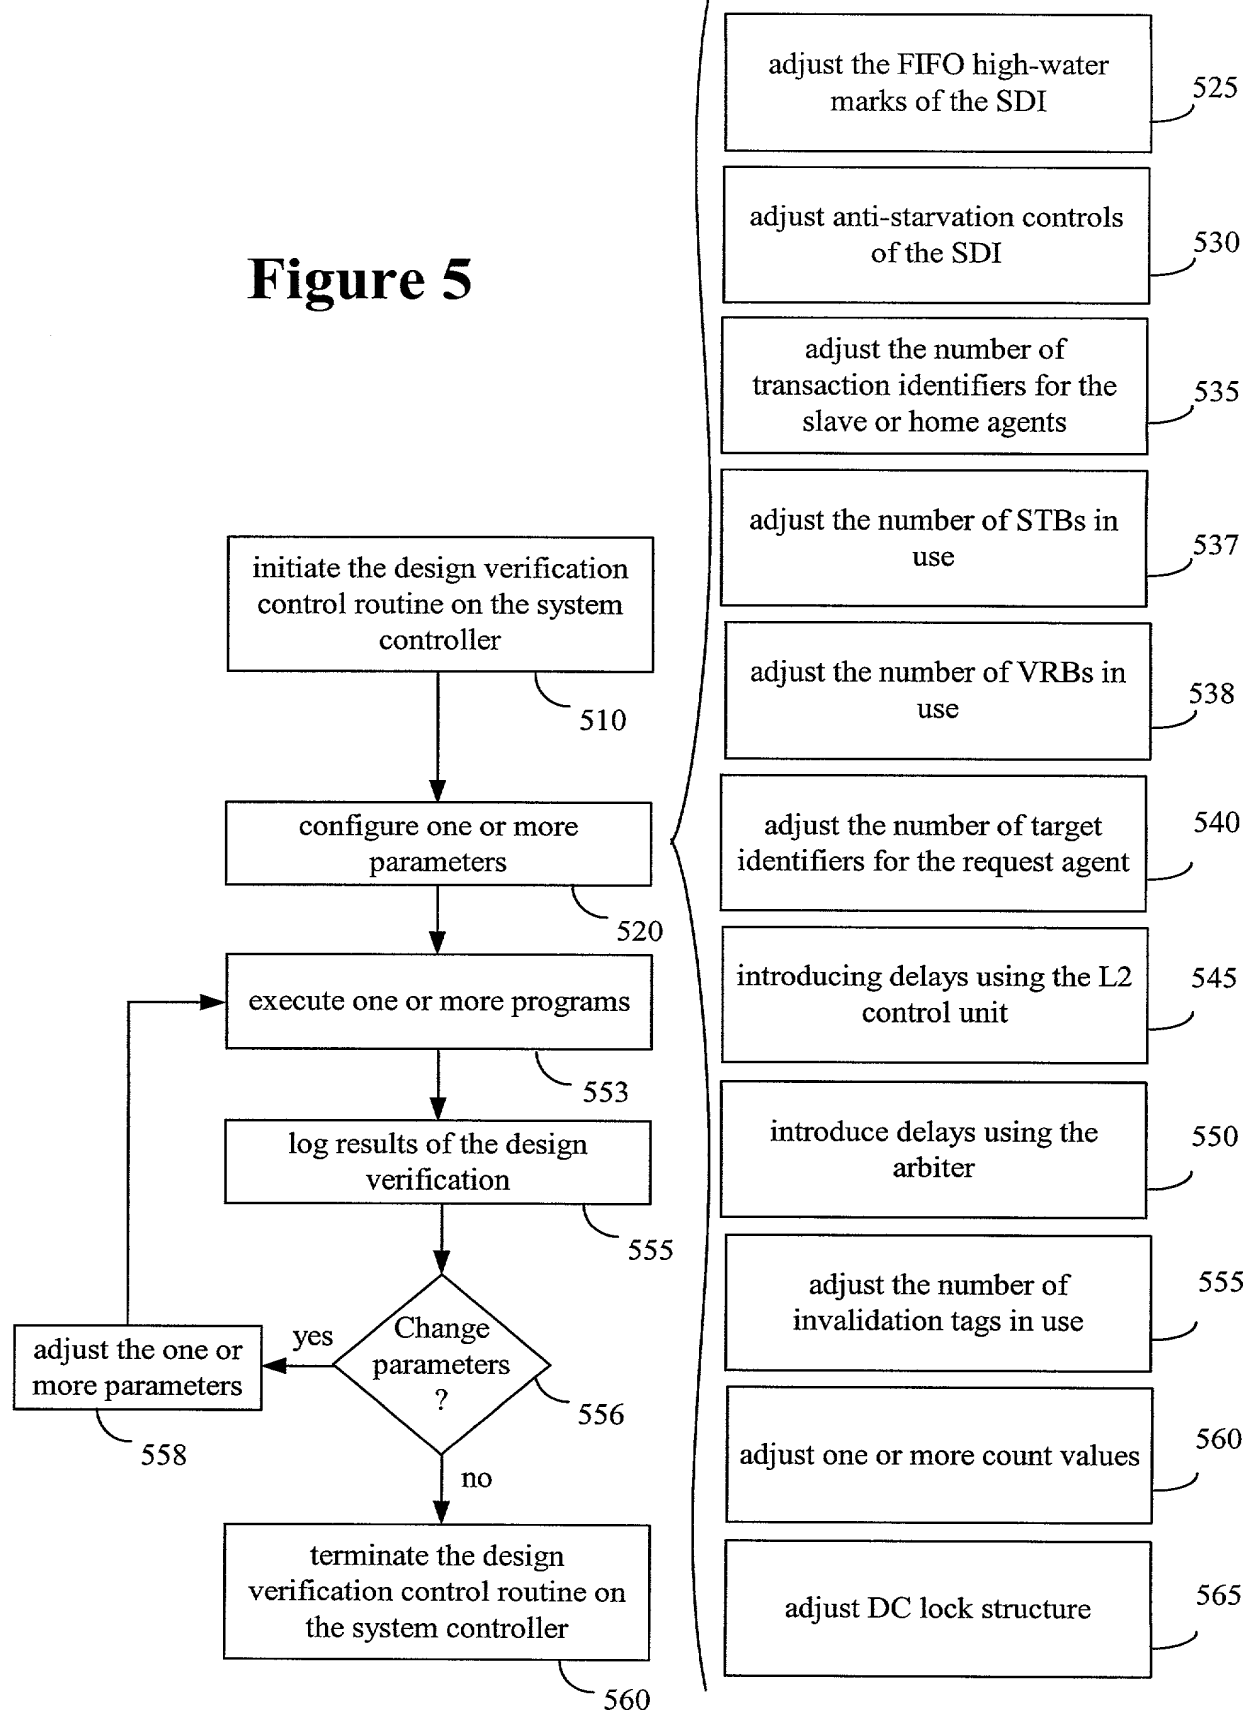 Figure 5
initiate the design verification
control routine on the system
controller
510
configure one or more
parameters
520
execute one or more programs
553
log results of the design
verification
555
Change
parameters
?
556
yes
adjust the one or
more parameters
558
no
terminate the design
verification control routine on
the system controller
560
adjust the FIFO high-water
marks of the SDI
525
adjust anti-starvation controls
of the SDI
530
adjust the number of
transaction identifiers for the
slave or home agents
535
adjust the number of STBs in
use
537
adjust the number of VRBs in
use
538
adjust the number of target
identifiers for the request agent
540
introducing delays using the L2
control unit
545
introduce delays using the
arbiter
550
adjust the number of
invalidation tags in use
555
adjust one or more count values
560
adjust DC lock structure
565